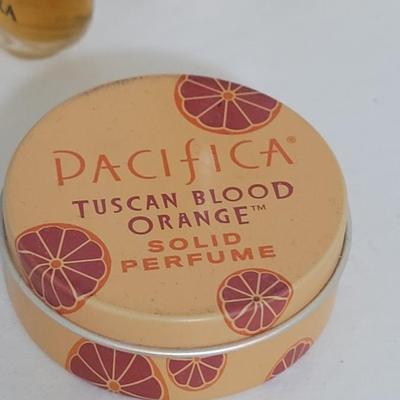 PACIFICA®
TUSCAN BLOOD
ORANGE™
SOLID
PERFUME